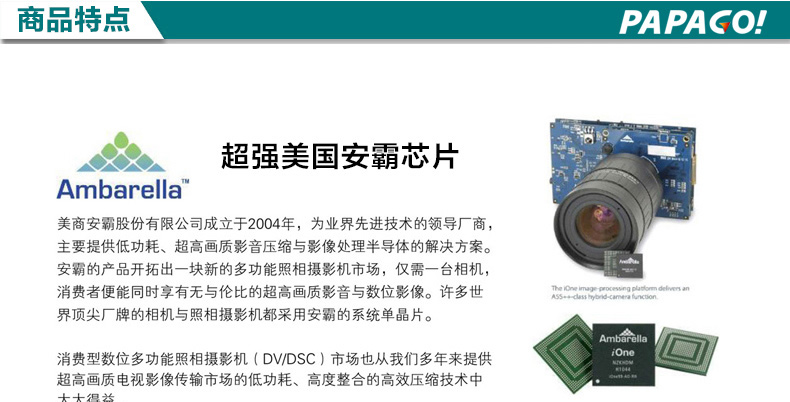 商品特点
PAPAGO!
Ambarella™
超强美国安霸芯片
美商安霸股份有限公司成立于2004年，为业界先进技术的领导厂商，
主要提供低功耗、超高画质影音压缩与影像处理半导体的解决方案。
安霸的产品开拓出一块新的多功能照相摄影机市场，仅需一台相机，
消费者便能同时享有无与伦比的超高画质影音与数位影像。许多世
界顶尖厂牌的相机与照相摄影机都采用安霸的系统单晶片。
消费型数位多功能照相摄影机（DV/DSC）市场也从我们多年来提供
超高画质电视影像传输市场的低功耗、高度整合的高效压缩技术中
大大得益
Ambarella
The iOne image-processing platform delivers an
A5S=+-class hybrid-camera function.
Ambarella
iOne